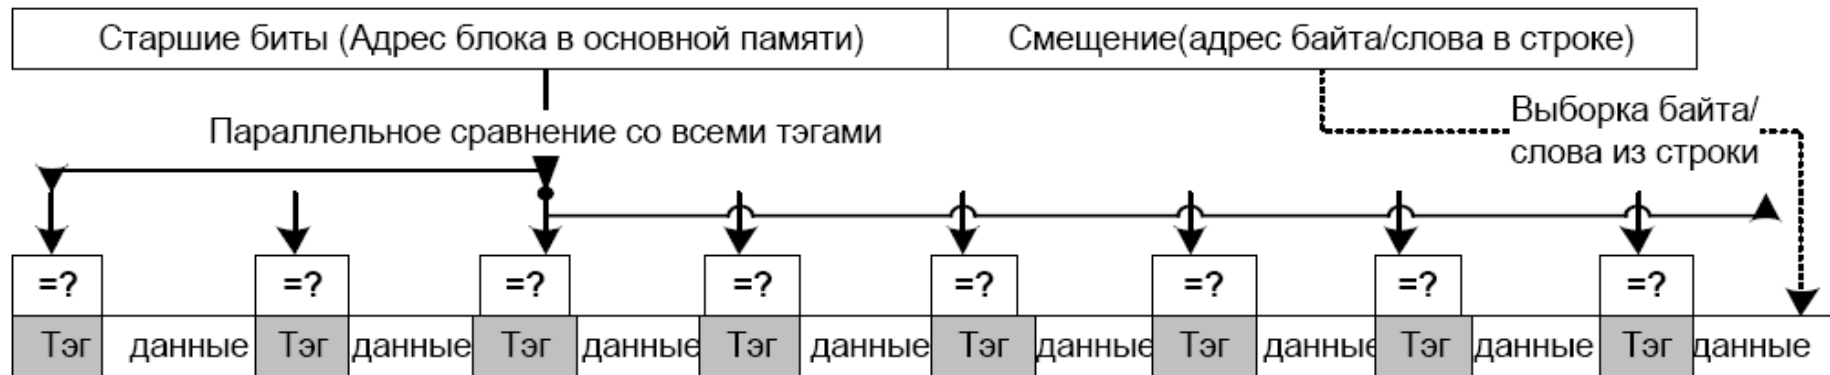 Старшие биты (Адрес блока в основной памяти) Смещение(адрес байта/слова в строке)
Выборка байта/
Параллельное сравнение со всеми тэгами
слова из строки
=? =? =? =? =? =? =? =?
Тэг данные Тэг данные Тэг данные Тэг данные Тэг данные Тэг данные Тэг данные Тэг данные